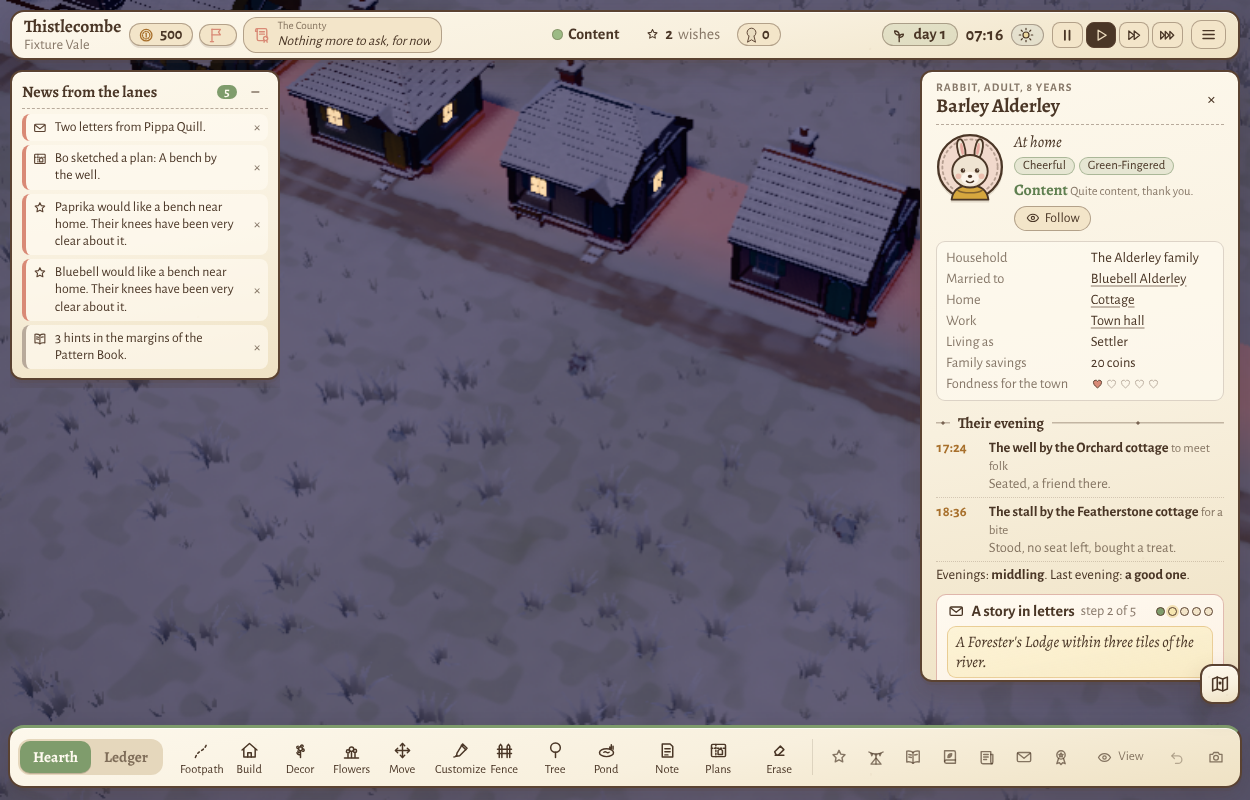 Thistlecombe
Fixture Vale
500
The County
Nothing more to ask, for now
Content
2 wishes
0
day 1
07:16
News from the lanes
5
Two letters from Pippa Quill.
Bo sketched a plan: A bench by
the well.
Paprika would like a bench near
home. Their knees have been very
clear about it.
Bluebell would like a bench near
home. Their knees have been very
clear about it.
3 hints in the margins of the
Pattern Book.
RABBIT, ADULT, 8 YEARS
Barley Alderley
At home
Cheerful Green-Fingered
Content Quite content, thank you.
Follow
Household The Alderley family
Married to Bluebell Alderley
Home Cottage
Work Town hall
Living as Settler
Family savings 20 coins
Fondness for the town
Their evening
17:24 The well by the Orchard cottage to meet
folk
Seated, a friend there.
18:36 The stall by the Featherstone cottage for a
bite
Stood, no seat left, bought a treat.
Evenings: middling. Last evening: a good one.
A story in letters step 2 of 5
A Forester's Lodge within three tiles of the
river.
Hearth
Ledger
Footpath
Build
Decor
Flowers
Move
Customize
Fence
Tree
Pond
Note
Plans
Erase
View